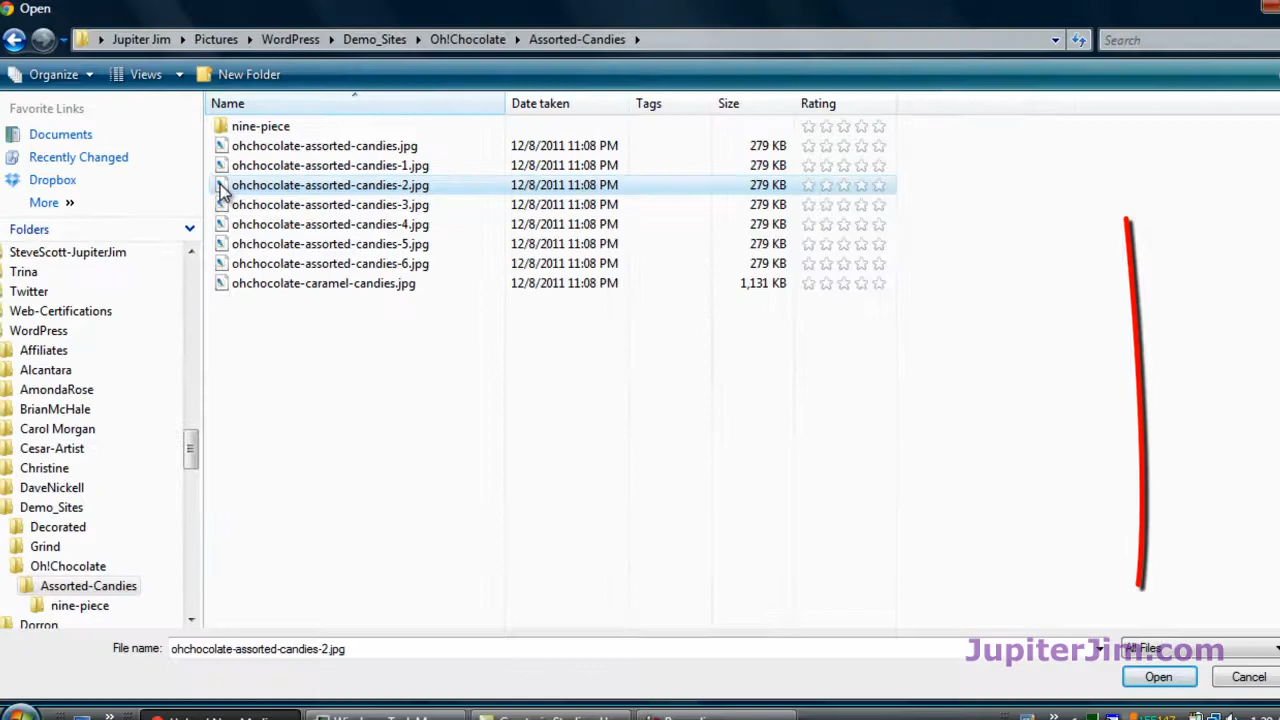 Open
Jupiter Jim Pictures WordPress Demo_Sites Oh!Chocolate Assorted-Candies Search
Organize Views New Folder
Favorite Links
Documents
Recently Changed
Dropbox
More »
Folders
SteveScott-JupiterJim
Trina
Twitter
Web-Certifications
WordPress
Affiliates
Alcantara
AmondaRose
BrianMcHale
Carol Morgan
Cesar-Artist
Christine
DaveNickell
Demo_Sites
Decorated
Grind
Oh!Chocolate
Assorted-Candies
nine-piece
Dorron
Name Date taken Tags Size Rating
nine-piece
ohchocolate-assorted-candies.jpg 12/8/2011 11:08 PM 279 KB
ohchocolate-assorted-candies-1.jpg 12/8/2011 11:08 PM 279 KB
ohchocolate-assorted-candies-2.jpg 12/8/2011 11:08 PM 279 KB
ohchocolate-assorted-candies-3.jpg 12/8/2011 11:08 PM 279 KB
ohchocolate-assorted-candies-4.jpg 12/8/2011 11:08 PM 279 KB
ohchocolate-assorted-candies-5.jpg 12/8/2011 11:08 PM 279 KB
ohchocolate-assorted-candies-6.jpg 12/8/2011 11:08 PM 279 KB
ohchocolate-caramel-candies.jpg 12/8/2011 11:08 PM 1,131 KB
File name: ohchocolate-assorted-candies-2.jpg All Files
JupiterJim.com
Open Cancel